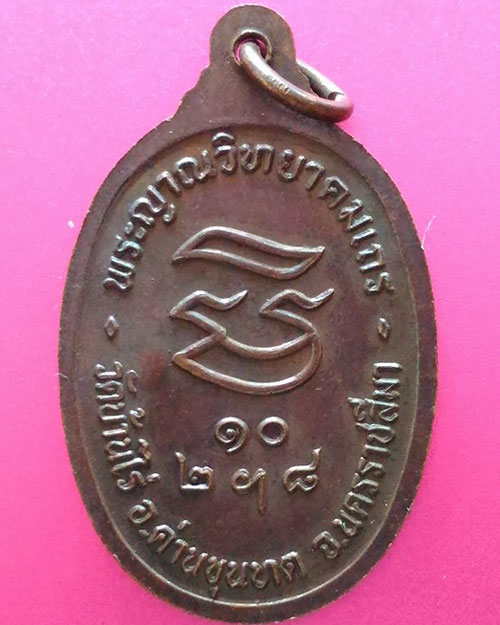 พระญาณวิทยาคมเถร
๑๐
๒ ฯ ๘
วัดบ้านไร่ อ.ด่านขุนทด จ.นครราชสีมา